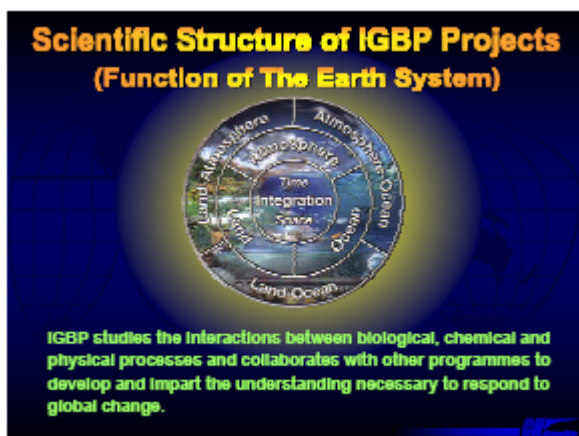 Scientific Structure of IGBP Projects
(Function of The Earth System)
Land-Atmosphere
Atmosphere-Ocean
Atmosphere
Time
Integration
Space
Land
Ocean
Land-Ocean
IGBP studies the interactions between biological, chemical and
physical processes and collaborates with other programmes to
develop and impart the understanding necessary to respond to
global change.